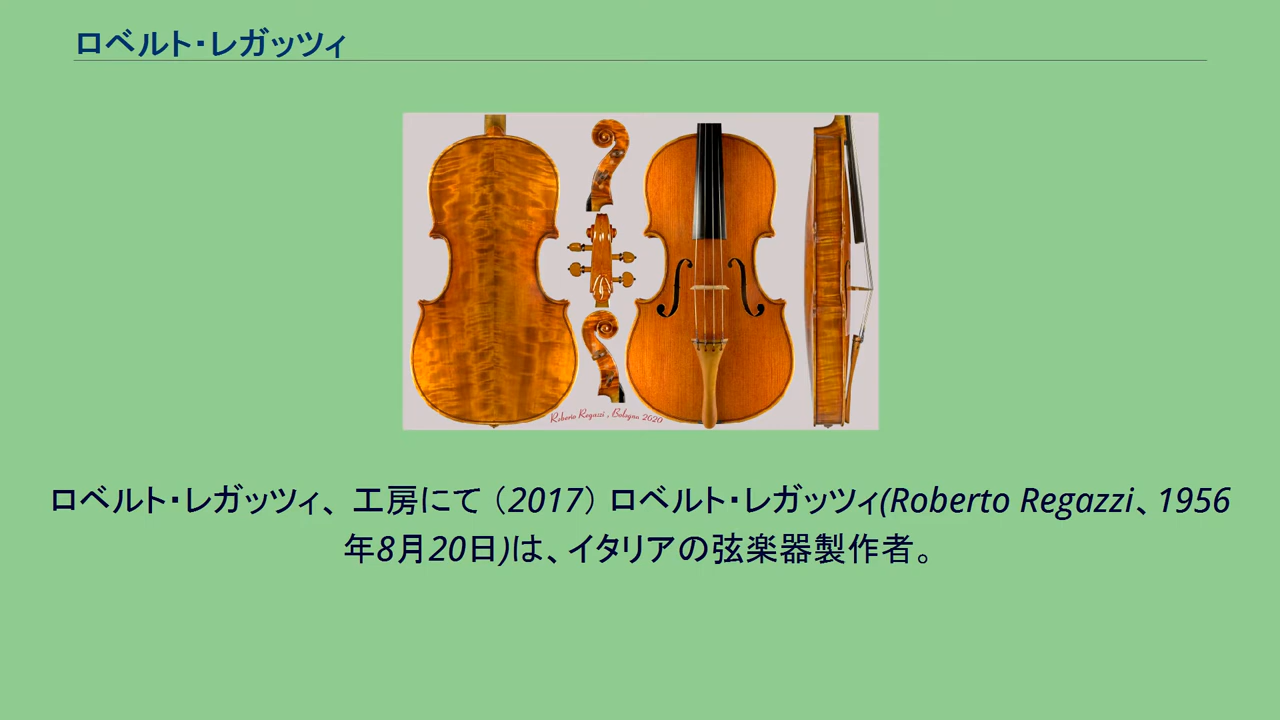 ロベルト・レガッツィ
Roberto Regazzi , Bologna 2020
ロベルト・レガッツィ、工房にて（2017）ロベルト・レガッツィ(Roberto Regazzi、1956
年8月20日)は、イタリアの弦楽器製作者。